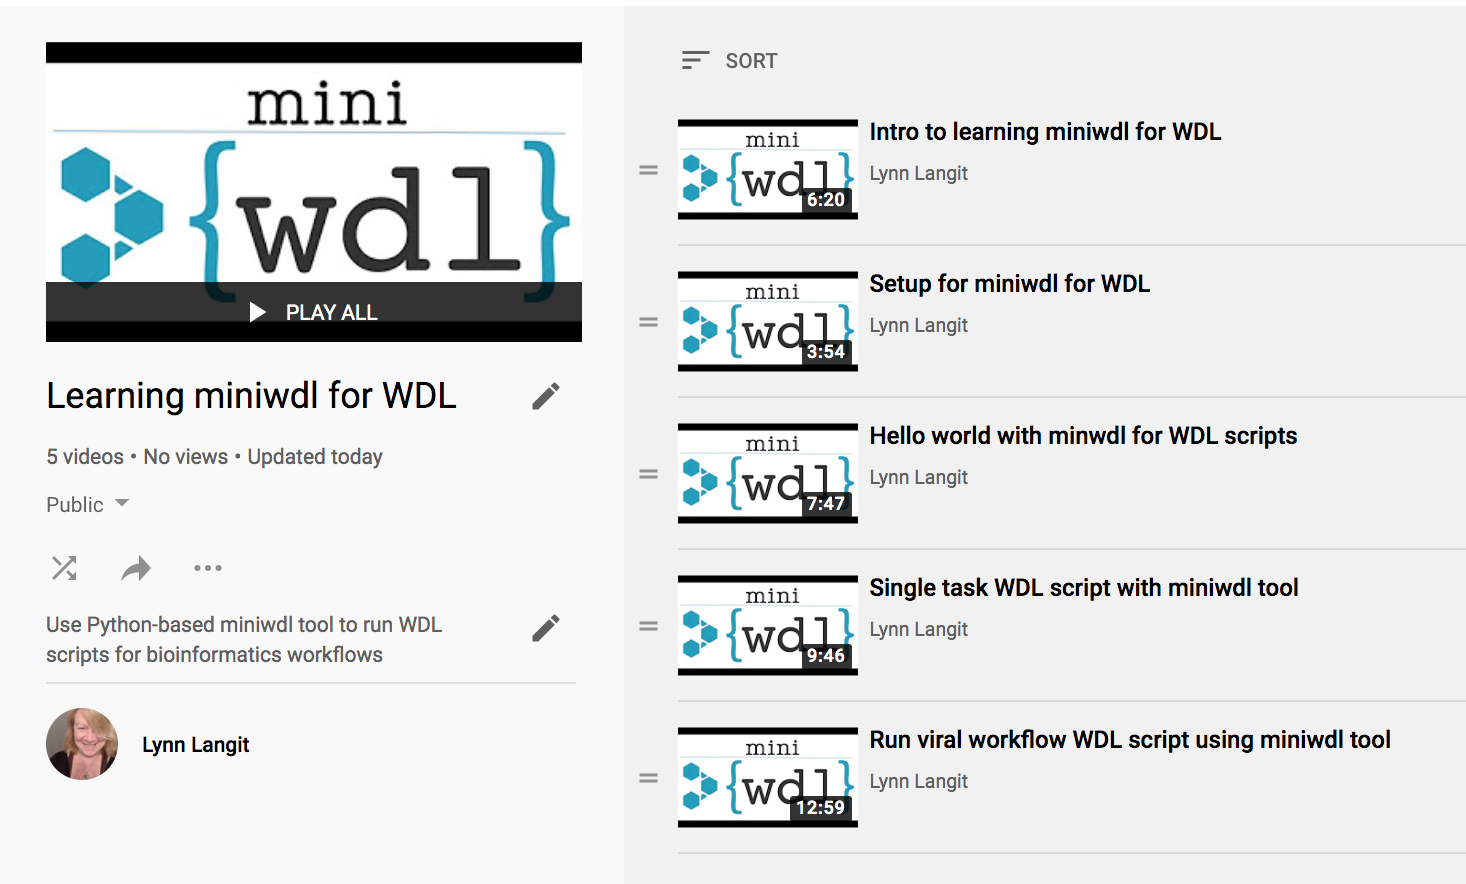 mini
{wdl}
PLAY ALL
Learning miniwdl for WDL
5 videos • No views • Updated today
Public
Use Python-based miniwdl tool to run WDL
scripts for bioinformatics workflows
Lynn Langit
SORT
mini
{wdl}
6:20
Intro to learning miniwdl for WDL
Lynn Langit
mini
{wdl}
3:54
Setup for miniwdl for WDL
Lynn Langit
mini
{wdl}
7:47
Hello world with minwdl for WDL scripts
Lynn Langit
mini
{wdl}
9:46
Single task WDL script with miniwdl tool
Lynn Langit
mini
{wdl}
12:59
Run viral workflow WDL script using miniwdl tool
Lynn Langit